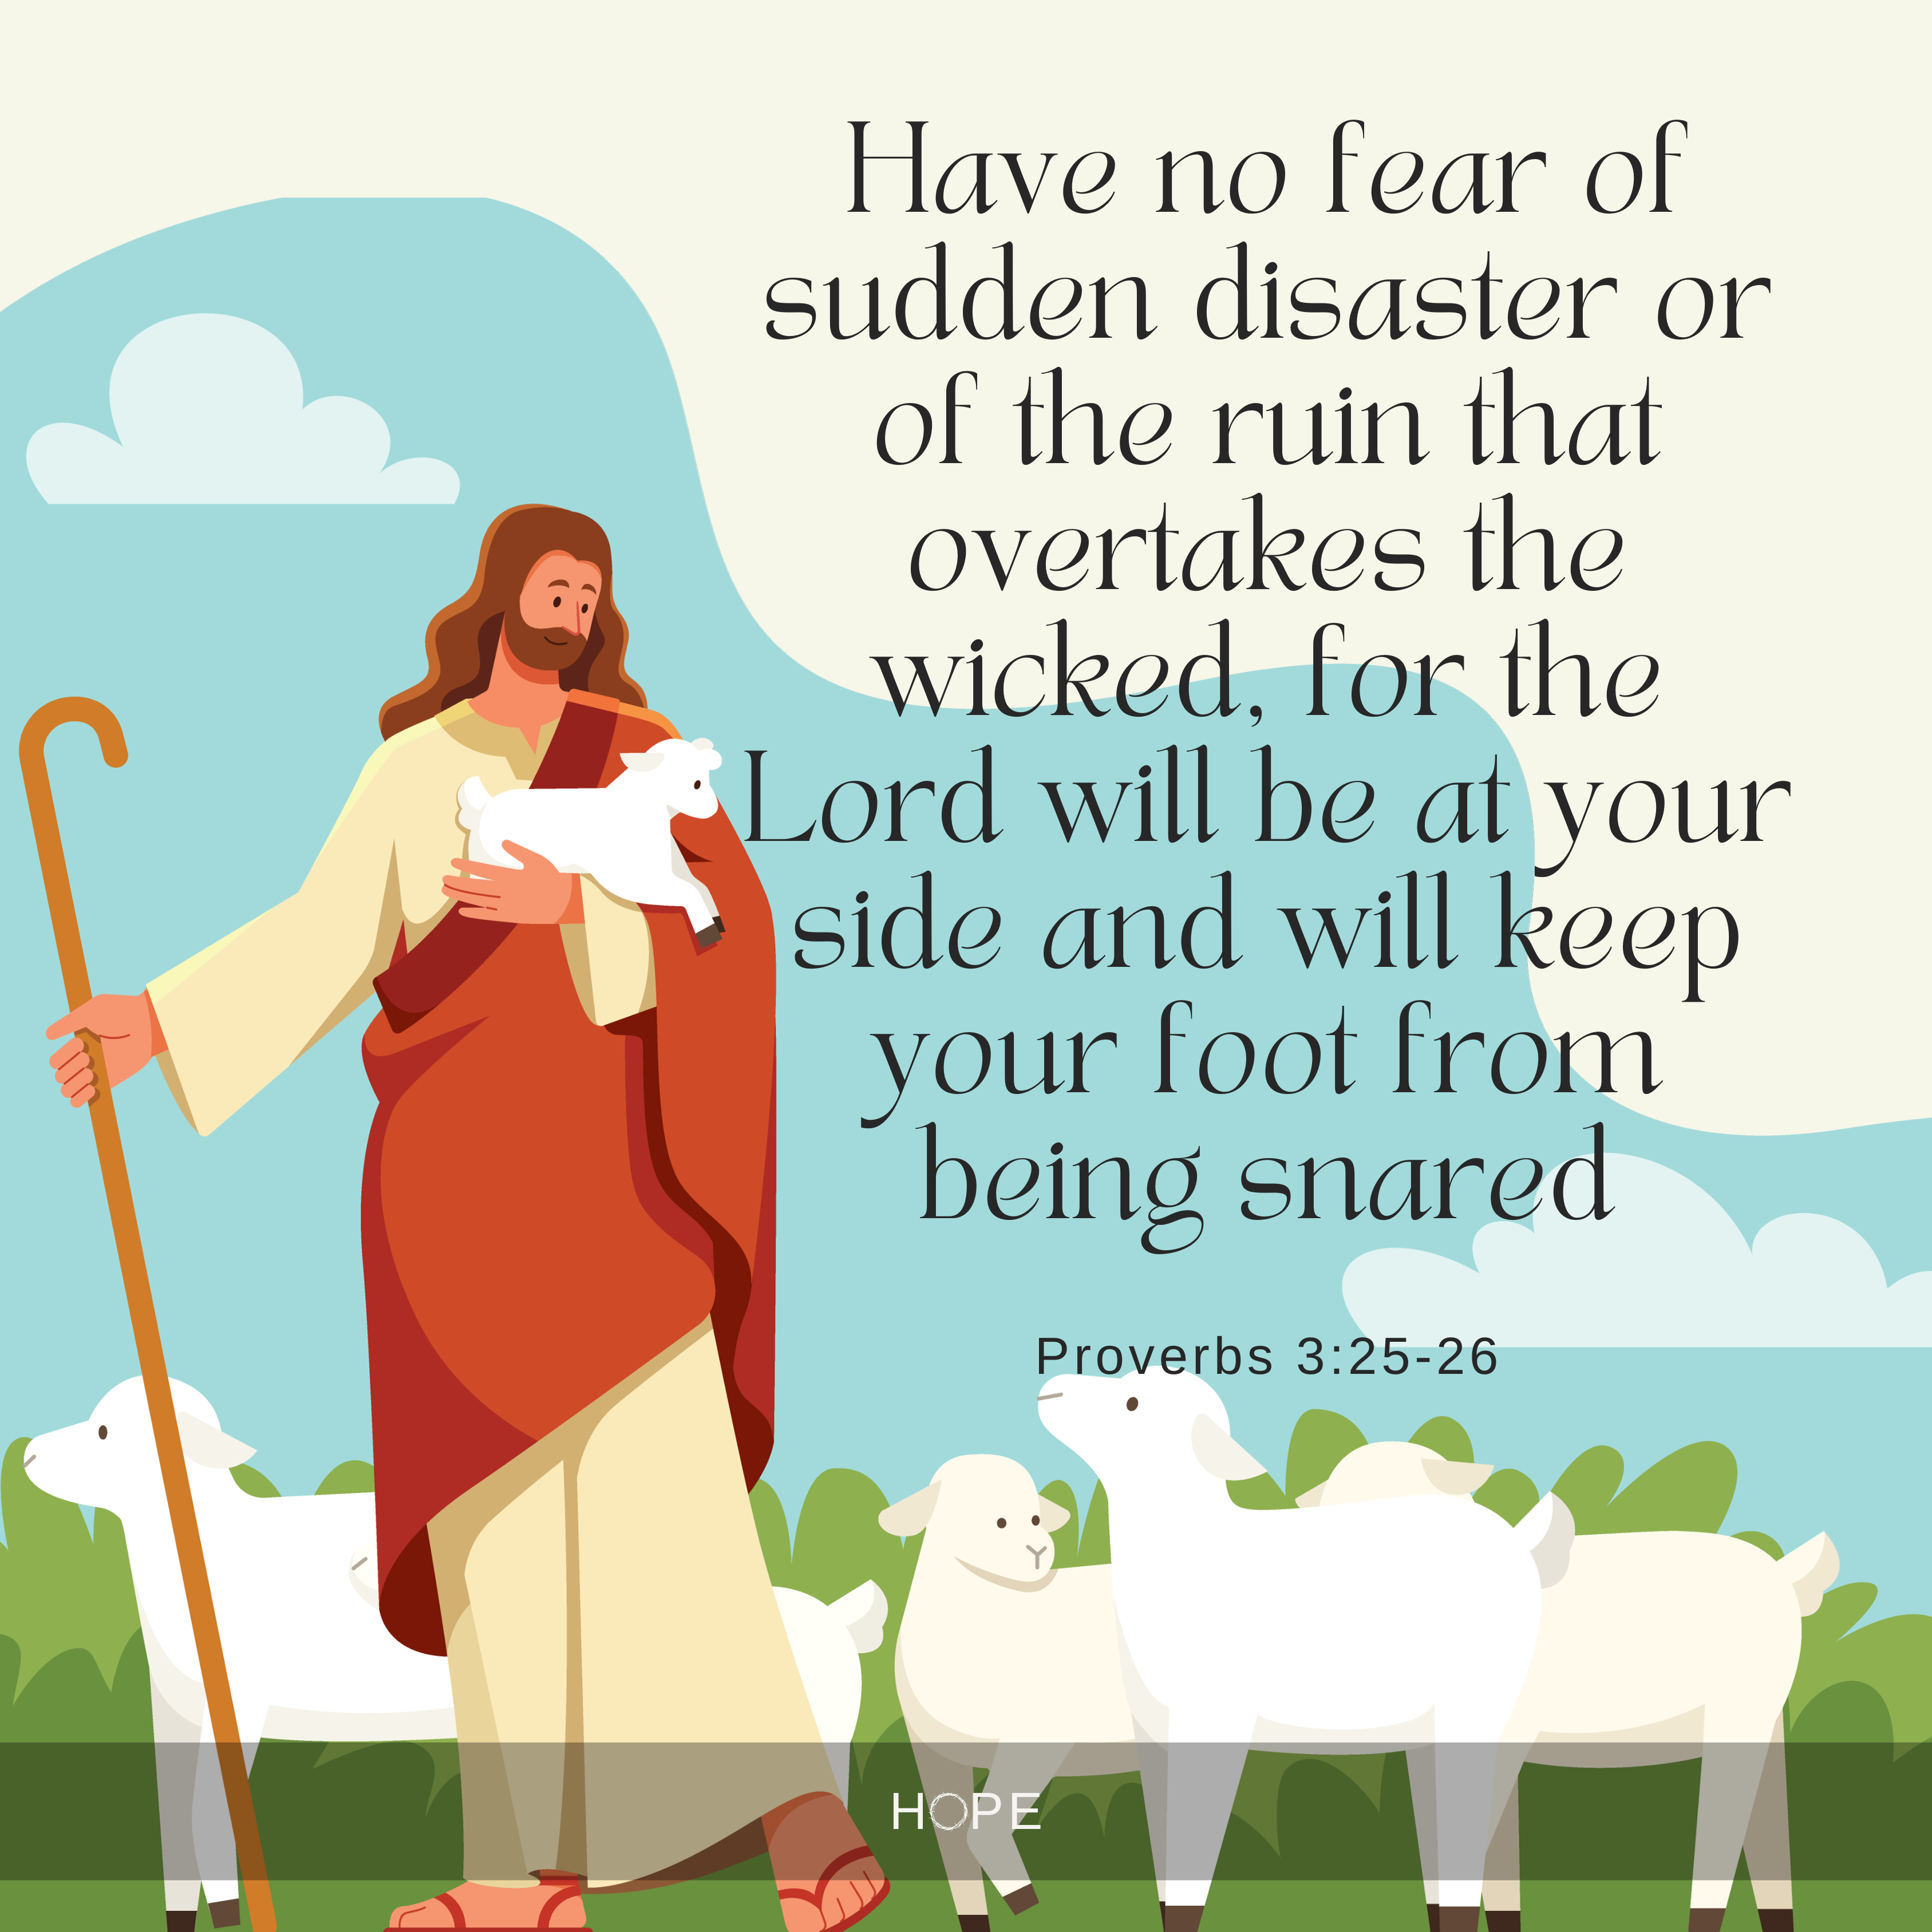 Have no fear of
sudden disaster or
of the ruin that
overtakes the
wicked, for the
Lord will be at your
side and will keep
your foot from
being snared
Proverbs 3:25-26
HOPE